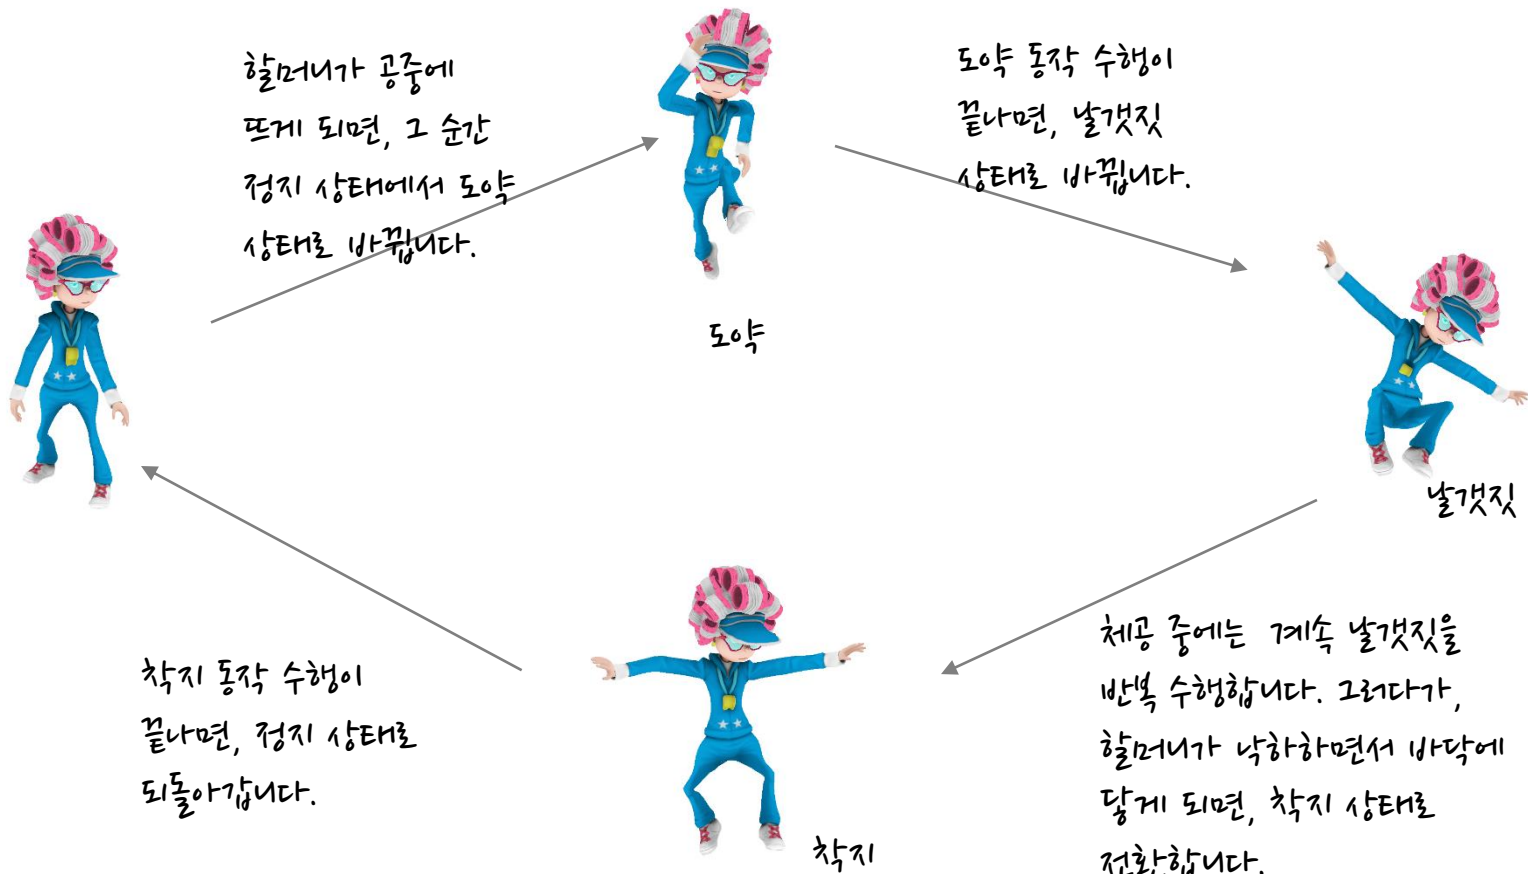 할머니가 공중에
뜨게 되면, 그 순간
정지 상태에서 도약
상태로 바뀝니다.
도약 동작 수행이
끝나면, 날갯짓
상태로 바뀝니다.
도약
날갯짓
체공 중에는 계속 날갯짓을
반복 수행합니다. 그러다가,
할머니가 낙하하면서 바닥에
닿게 되면, 착지 상태로
전환합니다.
착지
착지 동작 수행이
끝나면, 정지 상태로
되돌아갑니다.